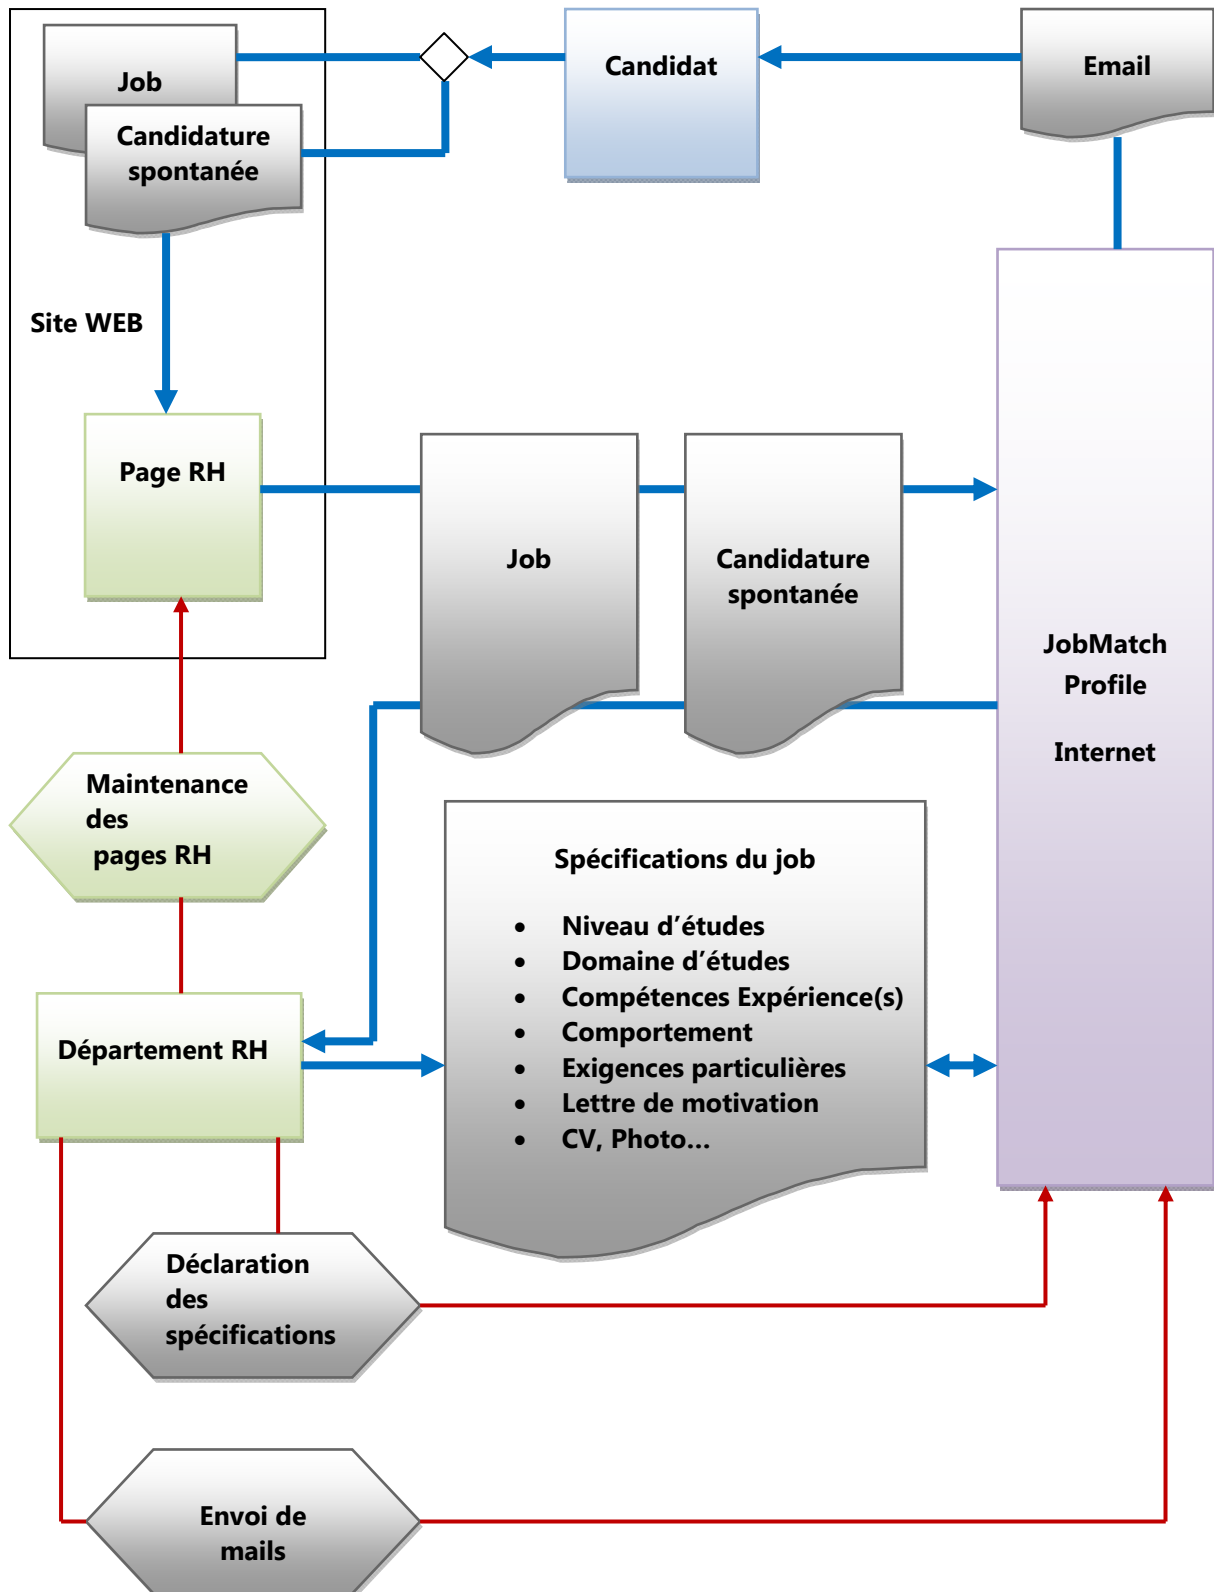 Job
Candidature
spontanée
Candidat
Email
Site WEB
Page RH
Job
Candidature
spontanée
JobMatch
Profile
Internet
Maintenance
des
pages RH
Spécifications du job
• Niveau d’études
• Domaine d’études
• Compétences Expérience(s)
• Comportement
• Exigences particulières
• Lettre de motivation
• CV, Photo…
Département RH
Déclaration
des
spécifications
Envoi de
mails